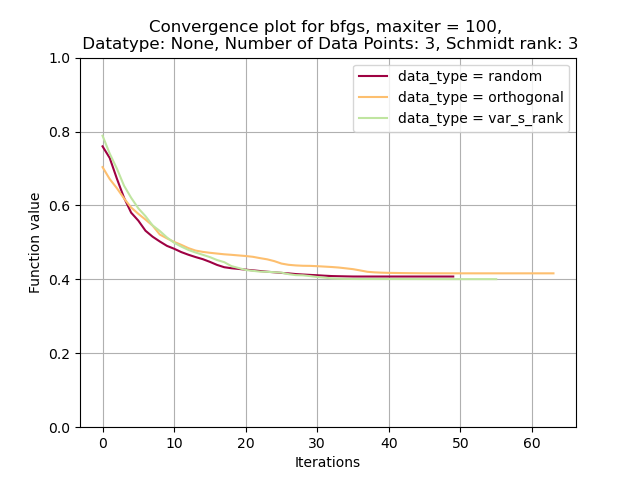 Convergence plot for bfgs, maxiter = 100,
Datatype: None, Number of Data Points: 3, Schmidt rank: 3
data_type = random
data_type = orthogonal
data_type = var_s_rank
1.0
0.8
0.6
0.4
0.2
0.0
Function value
0 10 20 30 40 50 60
Iterations